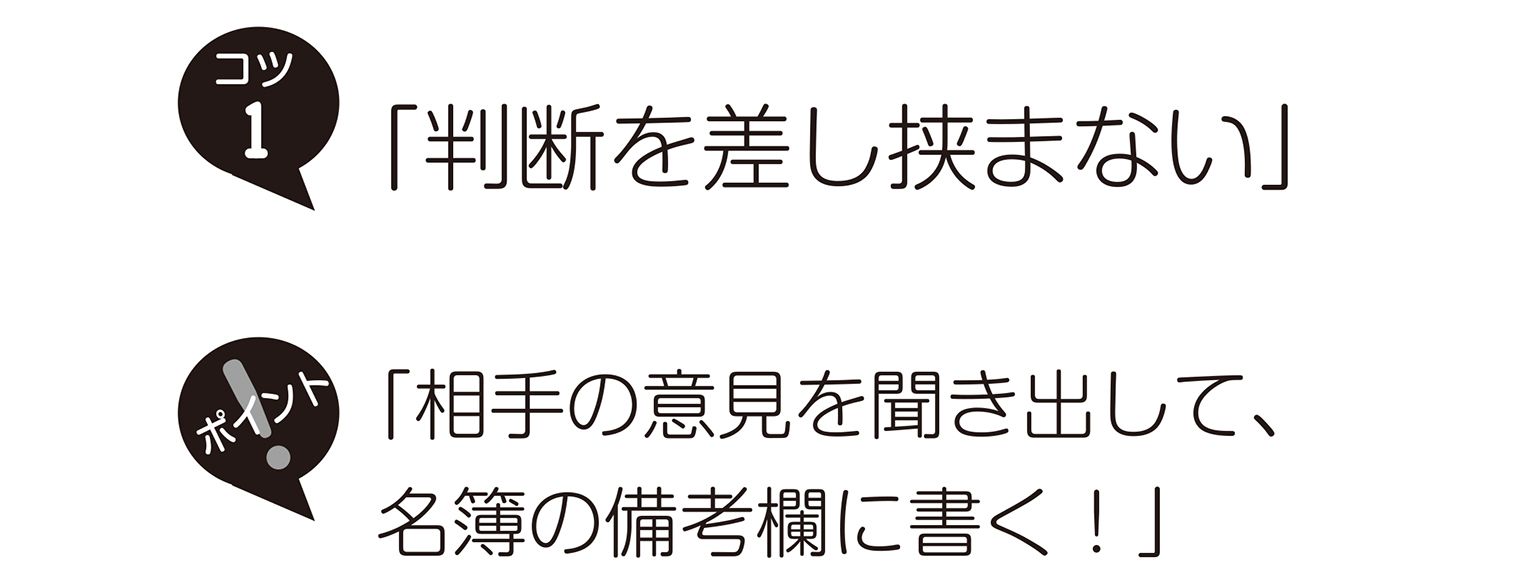 コツ
1
「判断を差し挟まない」
ポイント
「相手の意見を聞き出して、
名簿の備考欄に書く！」